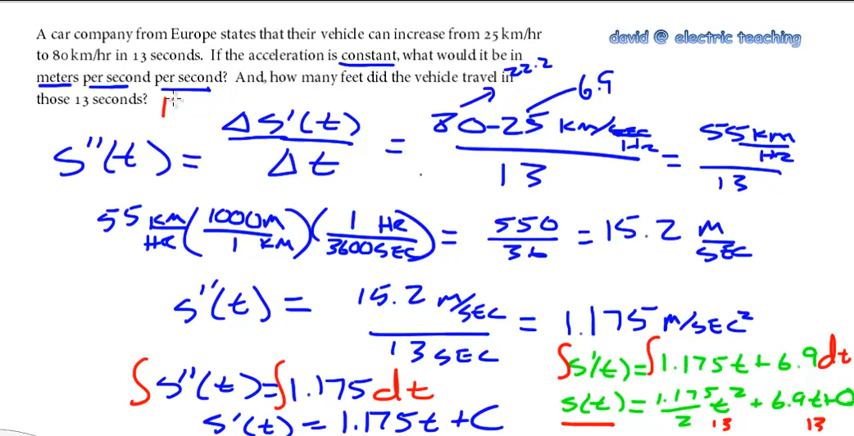 A car company from Europe states that their vehicle can increase from 25 km/hr
david @ electric teaching
to 80 km/hr in 13 seconds. If the acceleration is constant, what would it be in
meters per second per second? And, how many feet did the vehicle travel in
22.2
those 13 seconds?
6.9
S''(t) = ΔS'(t) / Δt = 80-25 KM/HR / 13 = 55 KM/HR / 13
55 KM/HR (1000M / 1 KM)(1 HR / 3600SEC) = 550 / 36 = 15.2 M/SEC
S''(t) = 15.2 M/SEC / 13 SEC = 1.175 M/SEC²
∫S''(t)=∫1.175dt
∫S'(t)=∫1.175t+6.9dt
S'(t) = 1.175t + C
S(t)= 1.175/2 t² + 6.9t+0
13 13